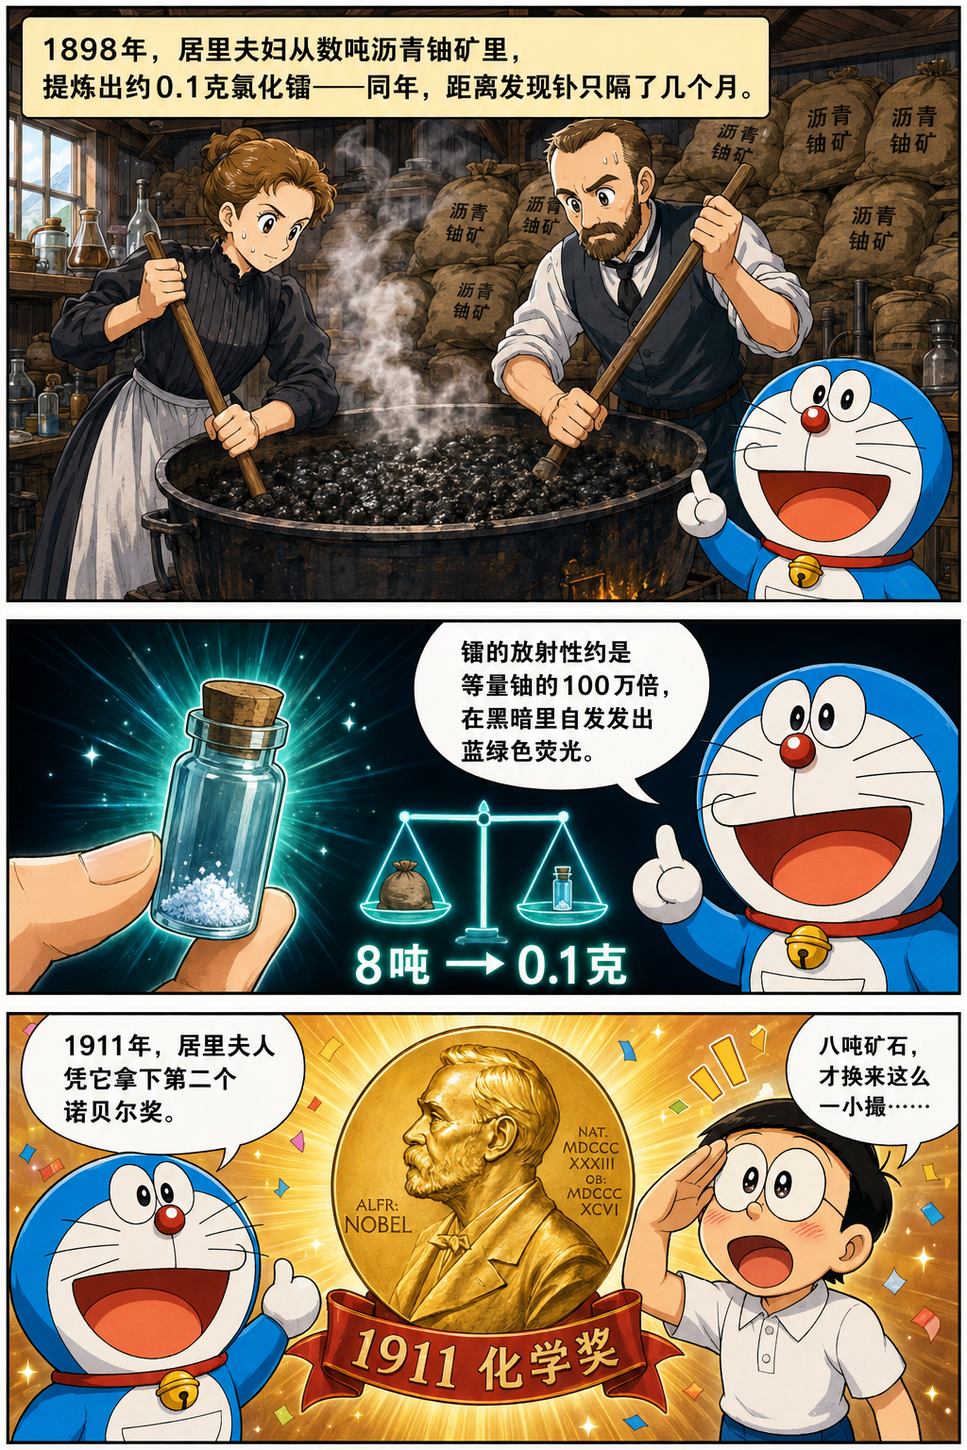 1898年，居里夫妇从数吨沥青铀矿里，
提炼出约0.1克氯化镭——同年，距离发现钋只隔了几个月。
沥青
铀矿
沥青
铀矿
沥青
铀矿
沥青
铀矿
沥青
铀矿
沥青
铀矿
沥青
铀矿
镭的放射性约是
等量铀的100万倍，
在黑暗里自发发出
蓝绿色荧光。
8吨→0.1克
1911年，居里夫人
凭它拿下第二个
诺贝尔奖。
八吨矿石，
才换来这么
一小撮……
ALFR:
NOBEL
NAT.
MDCCC
XXXIII
OB:
MDCCC
XCVI
1911 化学奖